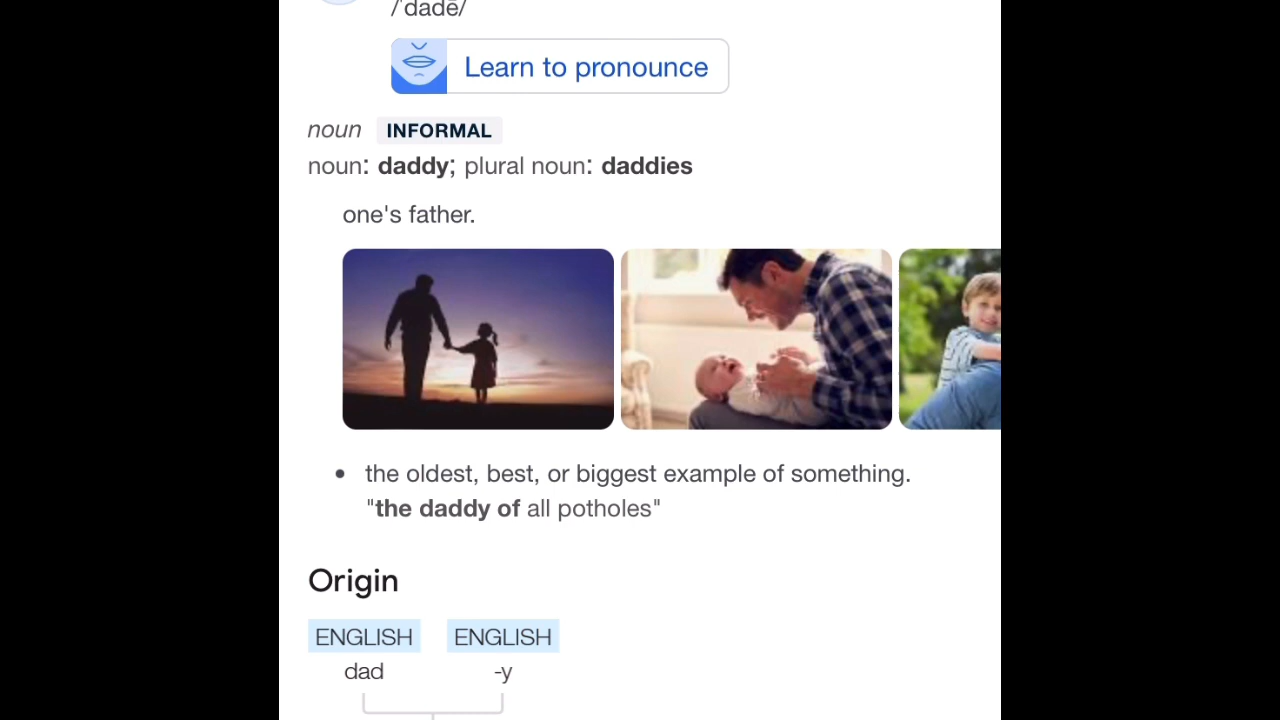 /ˈdadē/
Learn to pronounce
noun INFORMAL
noun: daddy; plural noun: daddies
one's father.
• the oldest, best, or biggest example of something.
"the daddy of all potholes"
Origin
ENGLISH ENGLISH
dad -y